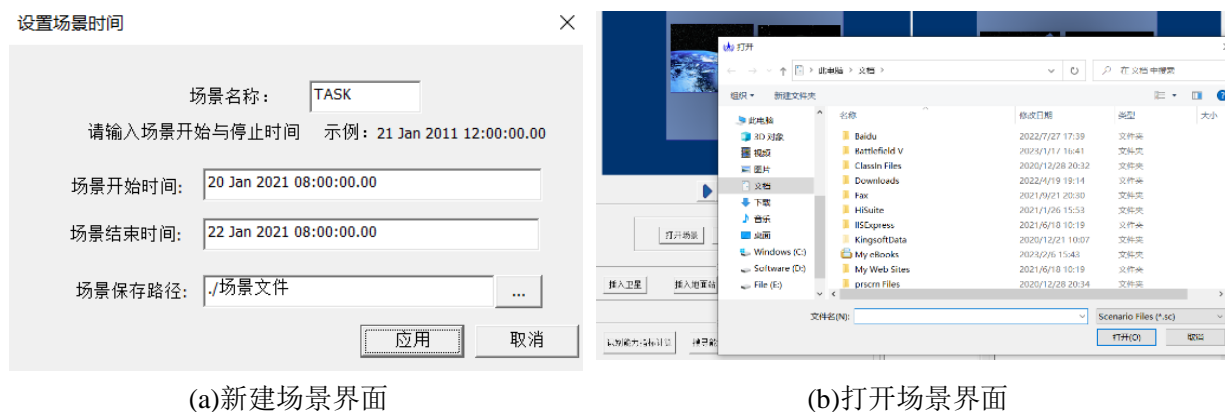 设置场景时间
场景名称：
TASK
请输入场景开始与停止时间 示例：21 Jan 2011 12:00:00.00
场景开始时间:
20 Jan 2021 08:00:00.00
场景结束时间:
22 Jan 2021 08:00:00.00
场景保存路径:
./场景文件
...
应用
取消
(a)新建场景界面
打开
此电脑 > 文档 >
在 文档 中搜索
组织
新建文件夹
此电脑
3D 对象
视频
图片
文档
下载
音乐
桌面
Windows (C:)
Software (D:)
File (E:)
名称 修改日期 类型 大小
Baidu 2022/7/27 17:39 文件夹
Battlefield V 2023/1/17 16:41 文件夹
ClassIn Files 2020/12/28 20:32 文件夹
Downloads 2022/4/19 19:14 文件夹
Fax 2021/9/21 20:30 文件夹
HiSuite 2021/1/26 15:53 文件夹
IISExpress 2021/6/18 10:19 文件夹
KingsoftData 2020/12/21 10:07 文件夹
My eBooks 2023/2/6 15:43 文件夹
My Web Sites 2021/6/18 10:19 文件夹
prscrn Files 2020/12/28 20:34 文件夹
文件名(N):
Scenario Files (*.sc)
打开(O)
取消
打开场景
插入卫星
插入地面站
(b)打开场景界面